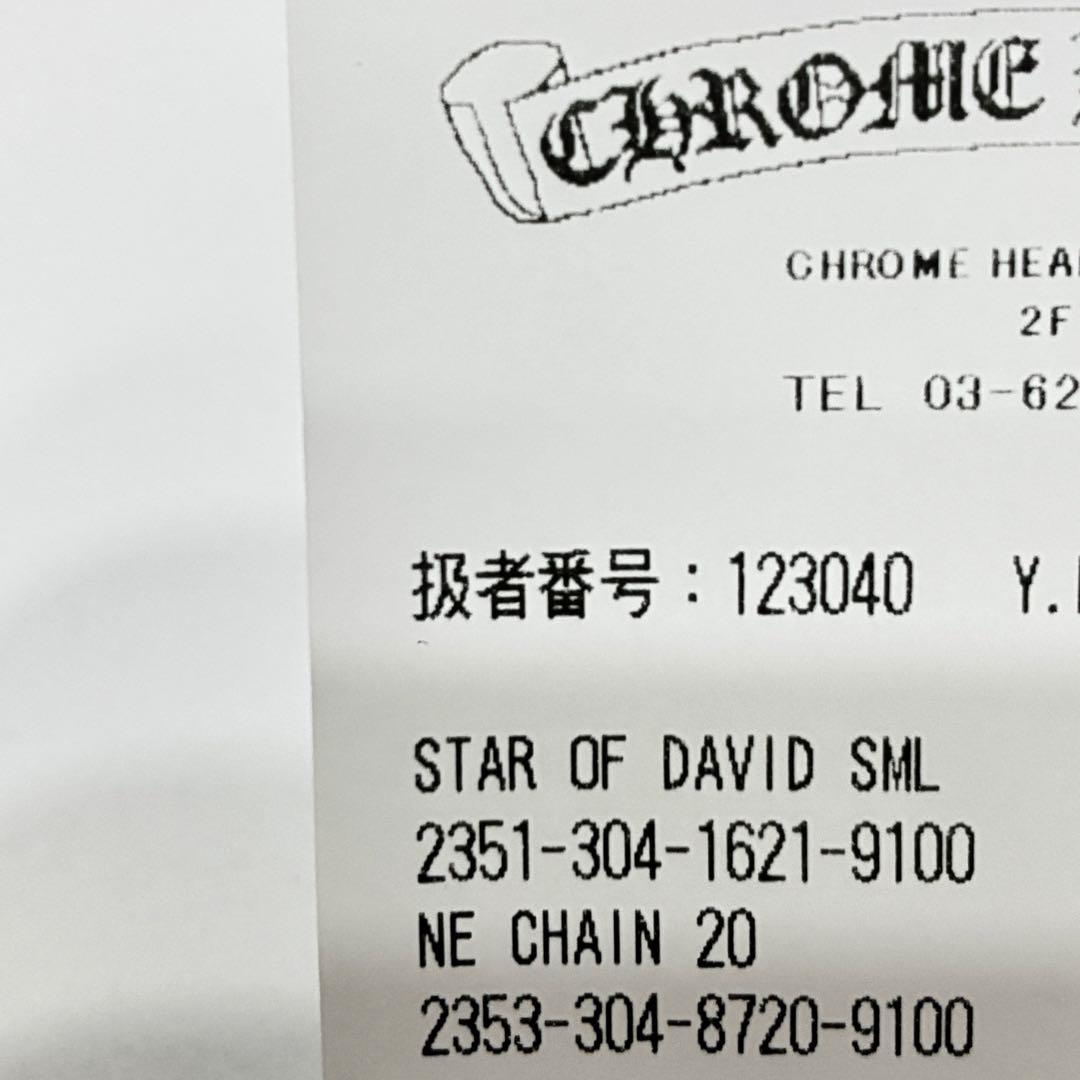 CHROME
CHROME HEA
2F
TEL 03-62
扱者番号：123040 Y.
STAR OF DAVID SML
2351-304-1621-9100
NE CHAIN 20
2353-304-8720-9100